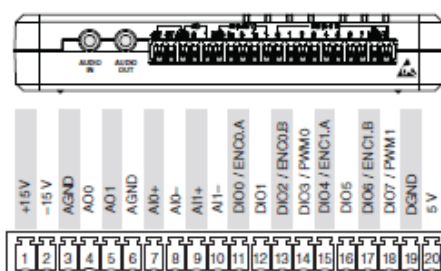 AUDIO IN
AUDIO OUT
+15V
–15 V
AGND
AO0
AO1
AGND
AI0+
AI0–
AI1+
AI1–
DIO0 / ENC0.A
DIO1
DIO2 / ENC0.B
DIO3 / PWM0
DIO4 / ENC1.A
DIO5
DIO6 / ENC1.B
DIO7 / PWM1
DGND
5 V
1 2 3 4 5 6 7 8 9 10 11 12 13 14 15 16 17 18 19 20